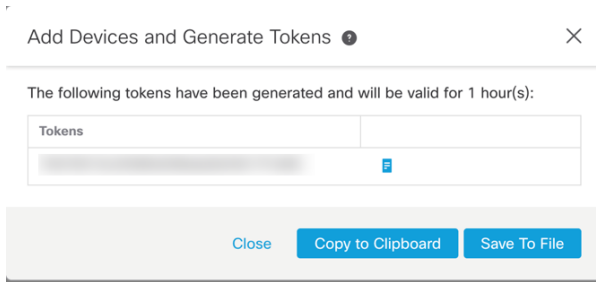 Add Devices and Generate Tokens ?
The following tokens have been generated and will be valid for 1 hour(s):
Tokens
Close Copy to Clipboard Save To File